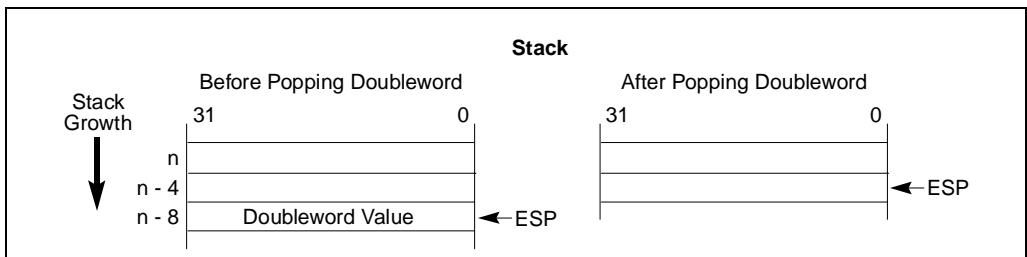 Stack
Before Popping Doubleword
After Popping Doubleword
Stack
Growth
31 0
31 0
n
n - 4
ESP
n - 8 Doubleword Value ESP